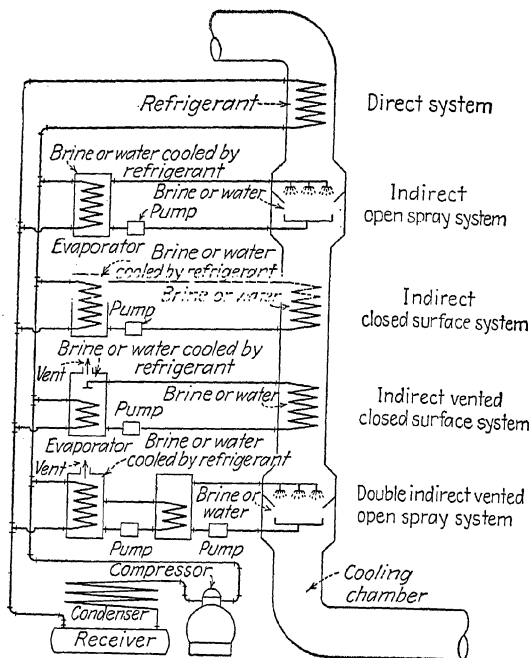 Refrigerant
Direct system
Brine or water cooled by
refrigerant
Brine or water
Pump
Evaporator
Indirect
open spray system
Brine or water
cooled by refrigerant
Brine or water
Pump
Indirect
closed surface system
Brine or water cooled by
Vent
refrigerant
Brine or water
Pump
Evaporator
Indirect vented
closed surface system
Brine or water
Vent
cooled by refrigerant
Brine or
water
Pump
Pump
Double indirect vented
open spray system
Compressor
Condenser
Receiver
Cooling
chamber